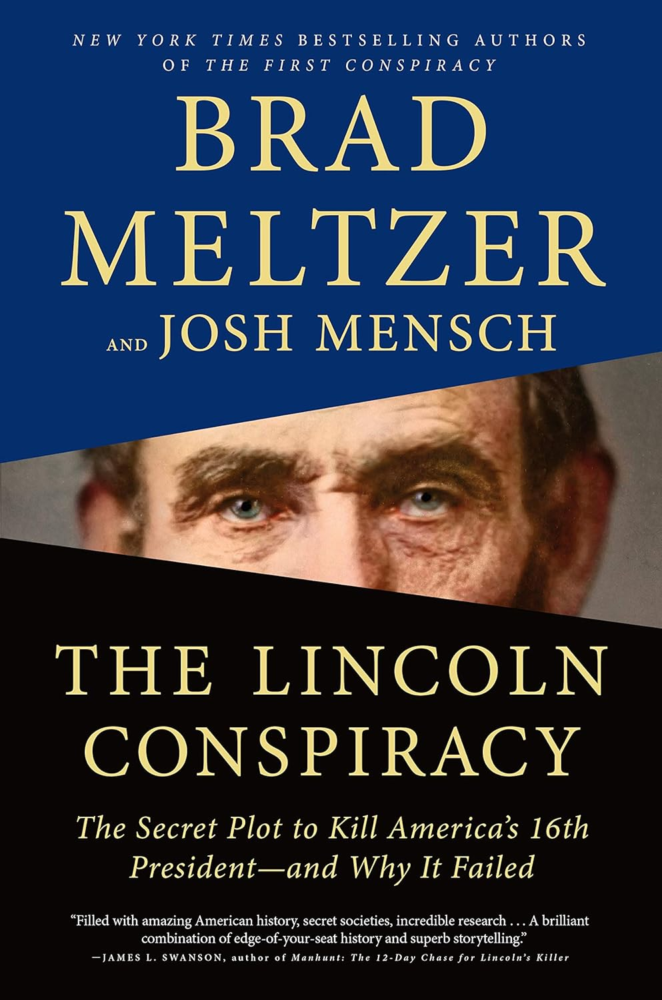 NEW YORK TIMES BESTSELLING AUTHORS
OF THE FIRST CONSPIRACY
BRAD
MELTZER
AND JOSH MENSCH
THE LINCOLN
CONSPIRACY
The Secret Plot to Kill America’s 16th
President—and Why It Failed
“Filled with amazing American history, secret societies, incredible research . . . A brilliant
combination of edge-of-your-seat history and superb storytelling.”
—JAMES L. SWANSON, author of Manhunt: The 12-Day Chase for Lincoln’s Killer